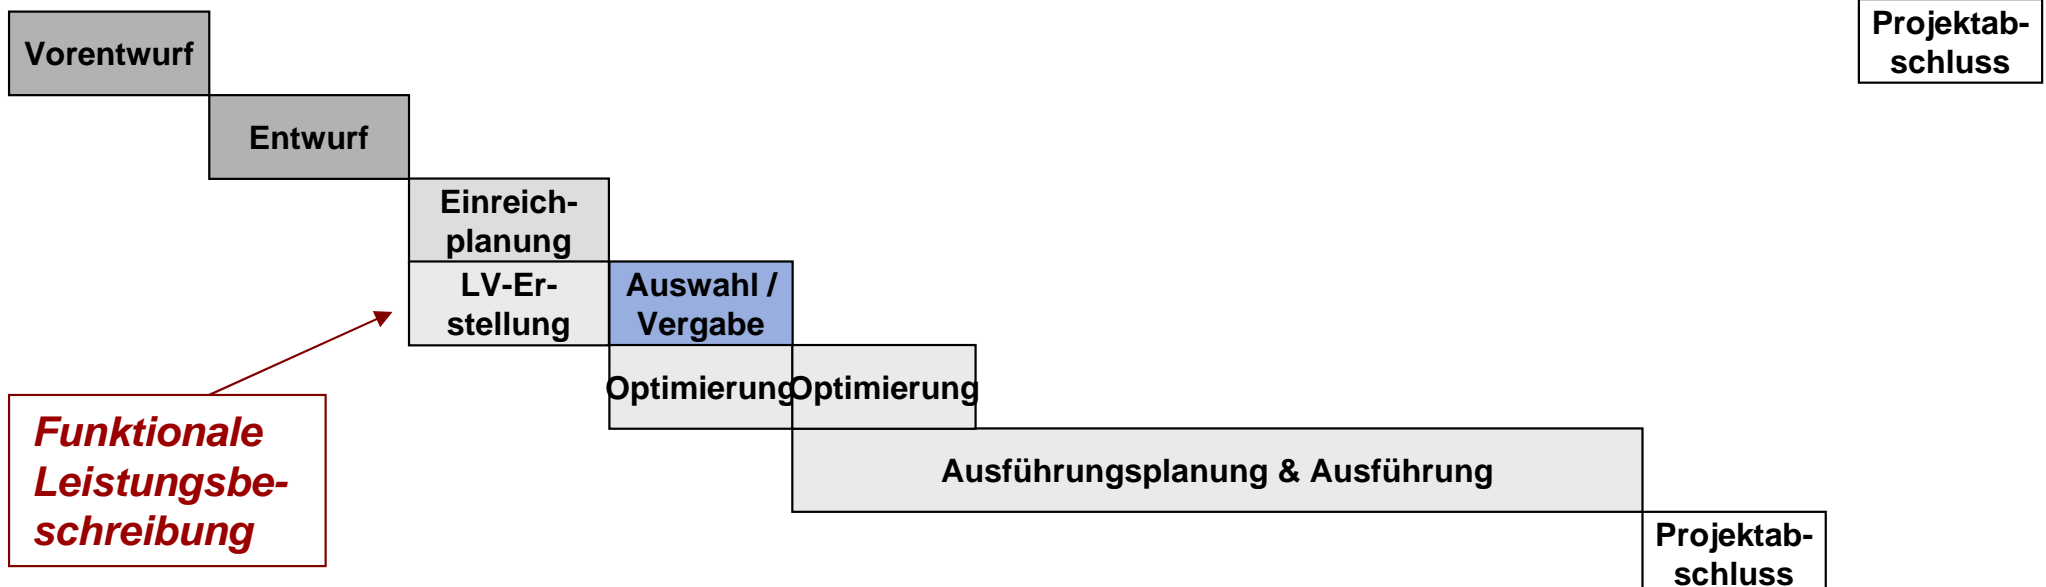 Projektab-
schluss
Vorentwurf
Entwurf
Einreich-
planung
LV-Er-
stellung
Auswahl /
Vergabe
Optimierung
Optimierung
Funktionale
Leistungsbe-
schreibung
Ausführungsplanung & Ausführung
Projektab-
schluss